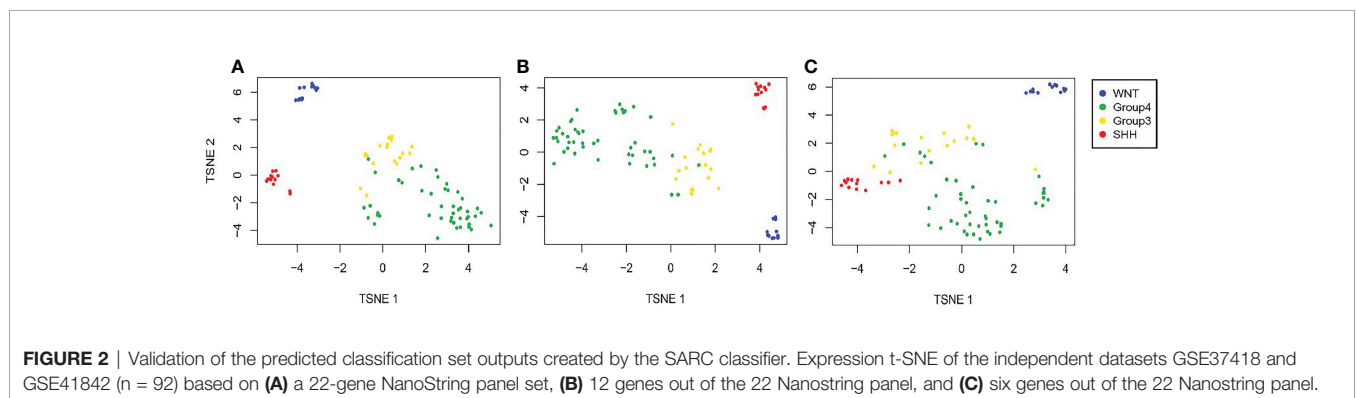 A
B
C
6
4
2
0
−2
−4
TSNE 2
−4
−2
0
2
4
TSNE 1
4
2
0
−2
−4
−4
−2
0
2
4
TSNE 1
6
4
2
0
−2
−4
−4
−2
0
2
4
TSNE 1
WNT
Group4
Group3
SHH
FIGURE 2 | Validation of the predicted classification set outputs created by the SARC classifier. Expression t-SNE of the independent datasets GSE37418 and
GSE41842 (n = 92) based on (A) a 22-gene NanoString panel set, (B) 12 genes out of the 22 Nanostring panel, and (C) six genes out of the 22 Nanostring panel.